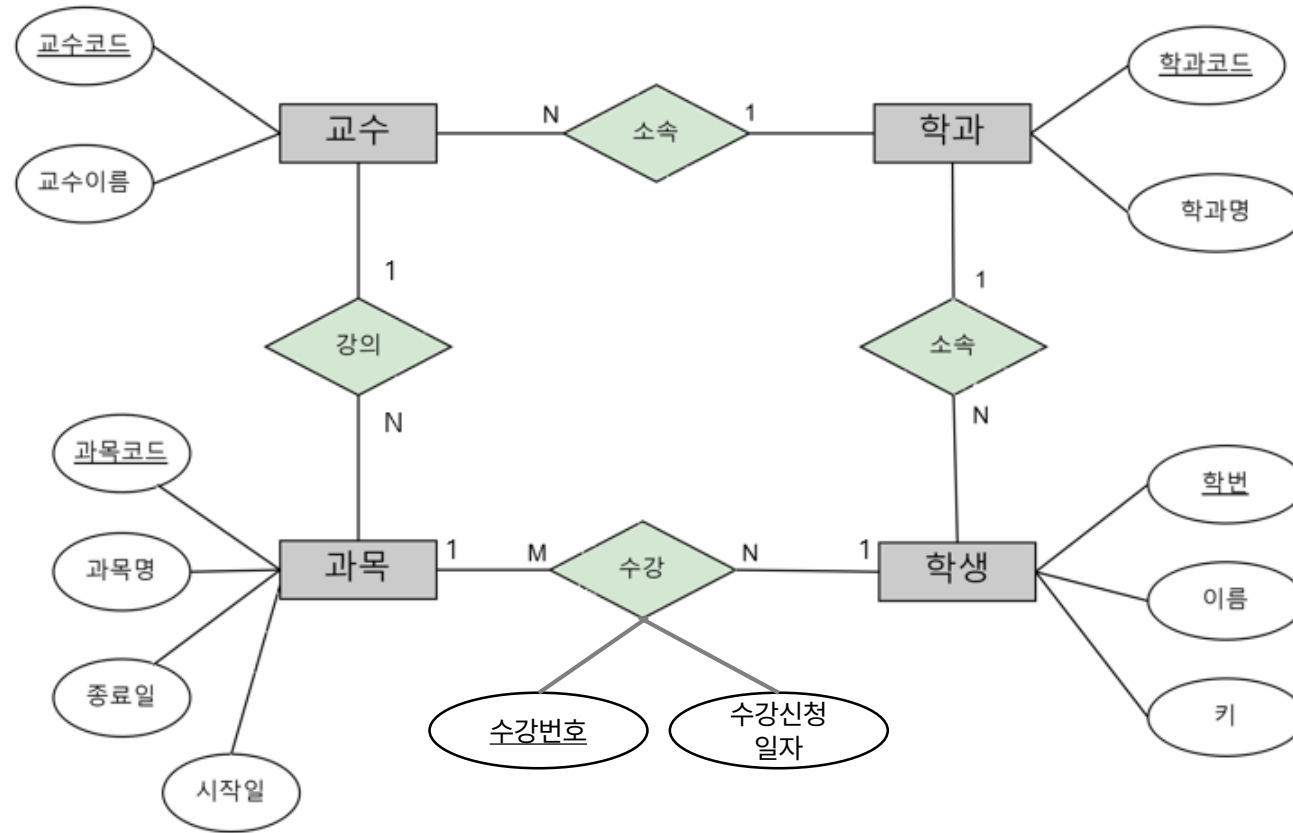 교수코드
학과코드
교수
N
소속
1
학과
교수이름
학과명
1
1
강의
소속
N
N
과목코드
학번
과목
1
M
수강
N
1
학생
과목명
이름
종료일
수강번호
수강신청
일자
키
시작일